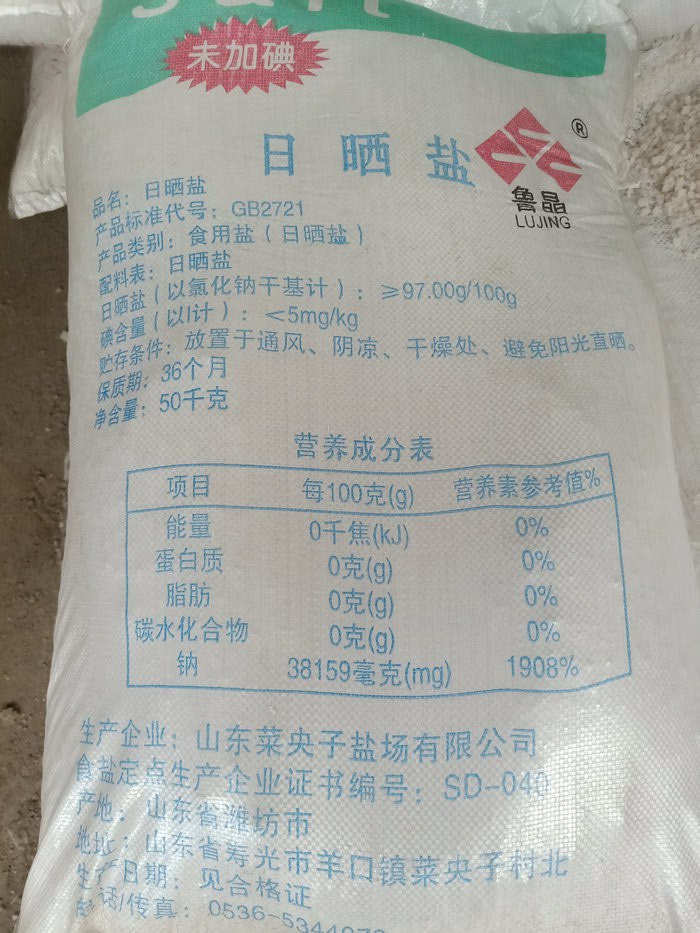 Salt
未加碘
日晒盐
®
鲁晶
LUJING
品名：日晒盐
产品标准代号：GB2721
产品类别：食用盐（日晒盐）
配料表：日晒盐
日晒盐（以氯化钠干基计）：≥97.00g/100g
碘含量（以I计）：＜5mg/kg
贮存条件：放置于通风、阴凉、干燥处、避免阳光直晒。
保质期：36个月
净含量：50千克
营养成分表
项目 每100克(g) 营养素参考值%
能量 0千焦(kJ) 0%
蛋白质 0克(g) 0%
脂肪 0克(g) 0%
碳水化合物 0克(g) 0%
钠 38159毫克(mg) 1908%
生产企业：山东菜央子盐场有限公司
食盐定点生产企业证书编号：SD-040
产地：山东省潍坊市
地址：山东省寿光市羊口镇菜央子村北
生产日期：见合格证
电话/传真：0536-534